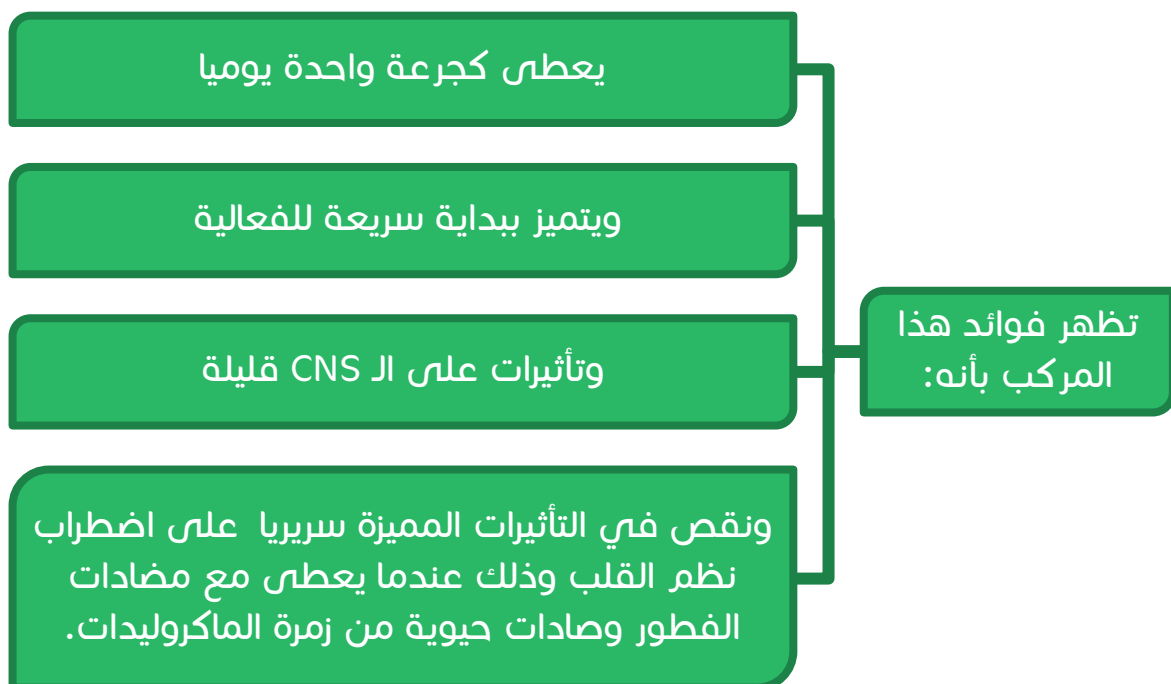 تظهر فوائد هذا
المركب بأنه:
يعطى كجرعة واحدة يوميا
ويتميز ببداية سريعة للفعالية
وتأثيرات على الـ CNS قليلة
ونقص في التأثيرات المميزة سريريا على اضطراب
نظم القلب وذلك عندما يعطى مع مضادات
الفطور وصادات حيوية من زمرة الماكروليدات.